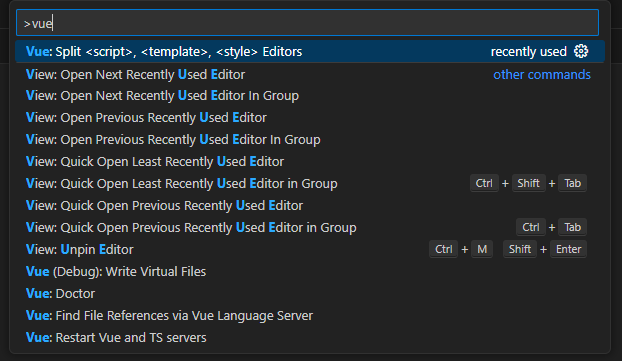 >vue
Vue: Split <script>, <template>, <style> Editors recently used
View: Open Next Recently Used Editor other commands
View: Open Next Recently Used Editor In Group
View: Open Previous Recently Used Editor
View: Open Previous Recently Used Editor In Group
View: Quick Open Least Recently Used Editor
View: Quick Open Least Recently Used Editor in Group Ctrl + Shift + Tab
View: Quick Open Previous Recently Used Editor
View: Quick Open Previous Recently Used Editor in Group Ctrl + Tab
View: Unpin Editor Ctrl + M Shift + Enter
Vue (Debug): Write Virtual Files
Vue: Doctor
Vue: Find File References via Vue Language Server
Vue: Restart Vue and TS servers